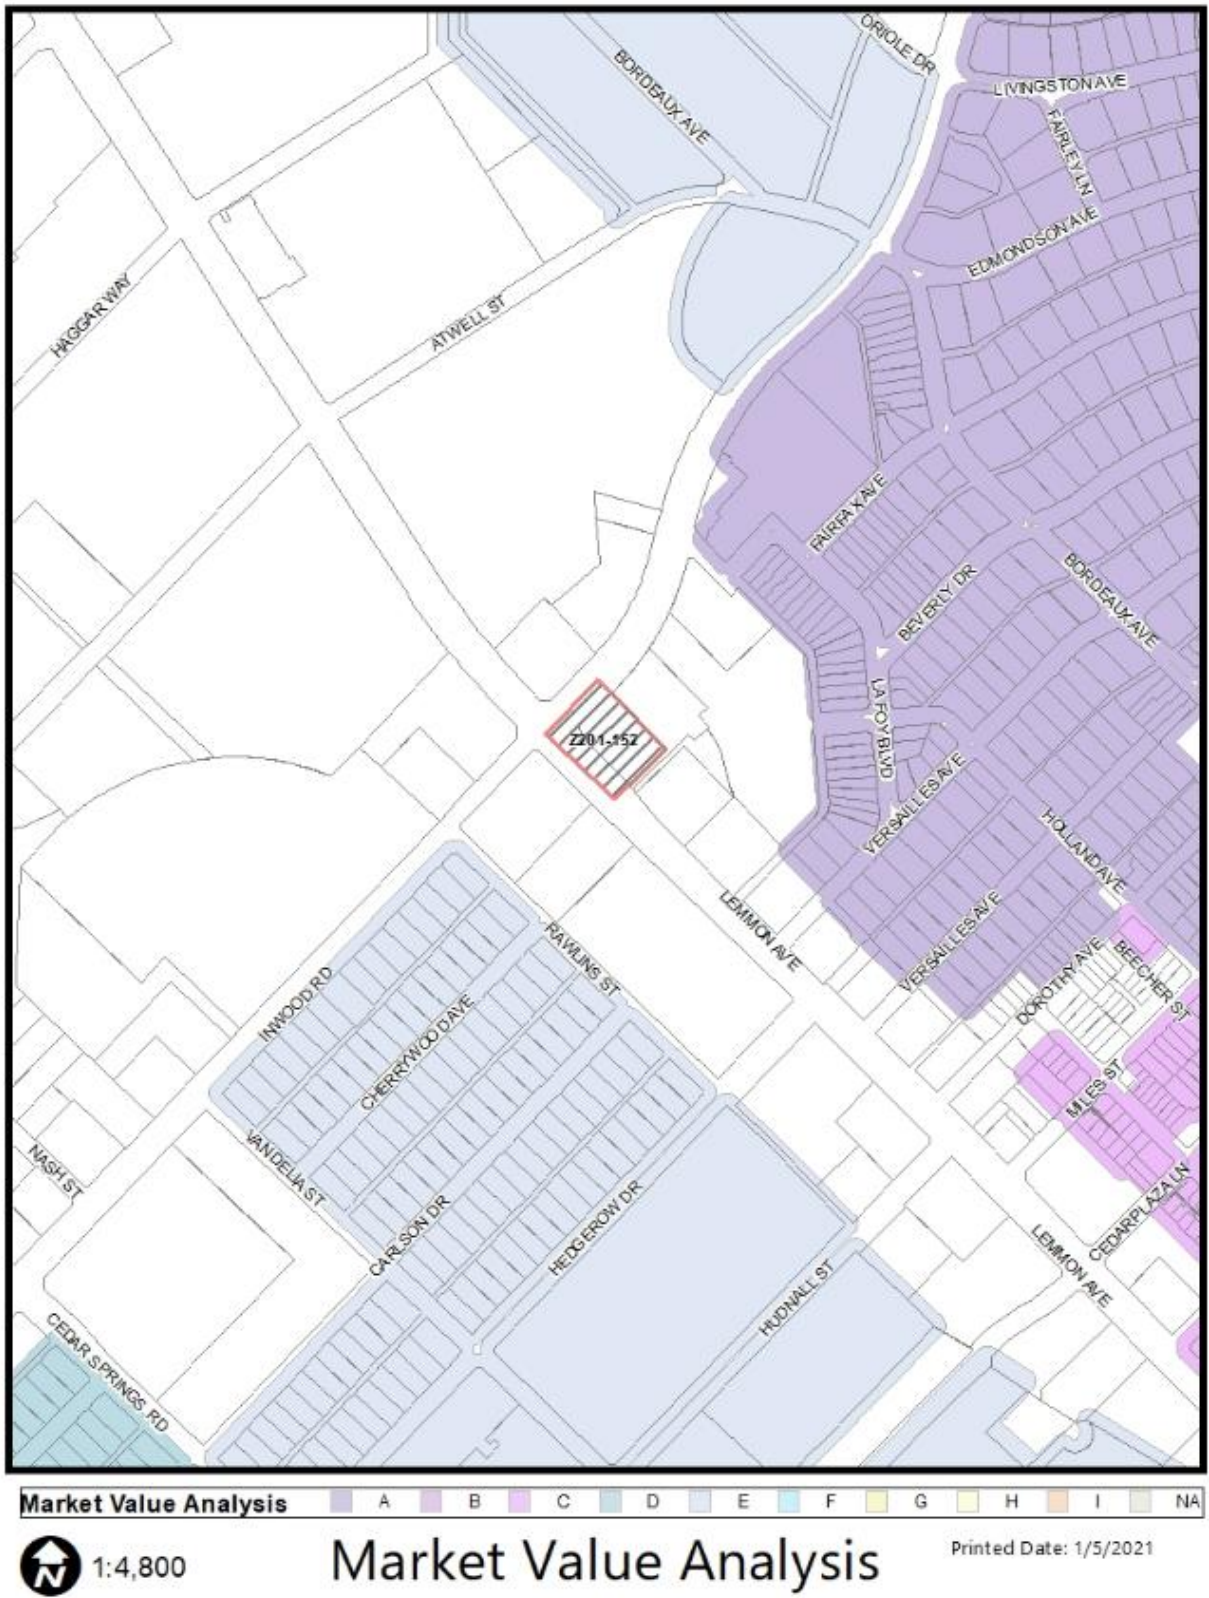 ORIOLE DR
BORDEAUX AVE
LIVINGSTON AVE
FAIRLEY LN
EDMONDSON AVE
HAGGAR WAY
ATWELL ST
FAIRFAX AVE
BEVERLY DR
BORDEAUX AVE
LA FOY BLVD
Z201-152
VERSAILLES AVE
HOLLAND AVE
LEMMON AVE
VERSAILLES AVE
RAWLINS ST
DOROTHY AVE
BEECHER ST
INWOOD RD
CHERRYWOOD AVE
MILES ST
VANDELIA ST
NASH ST
CARLSON DR
HEDGEROW DR
CEDAR PLAZA LN
LEMMON AVE
HUDNALL ST
CEDAR SPRINGS RD
Market Value Analysis A B C D E F G H I NA
N 1:4,800
Market Value Analysis
Printed Date: 1/5/2021